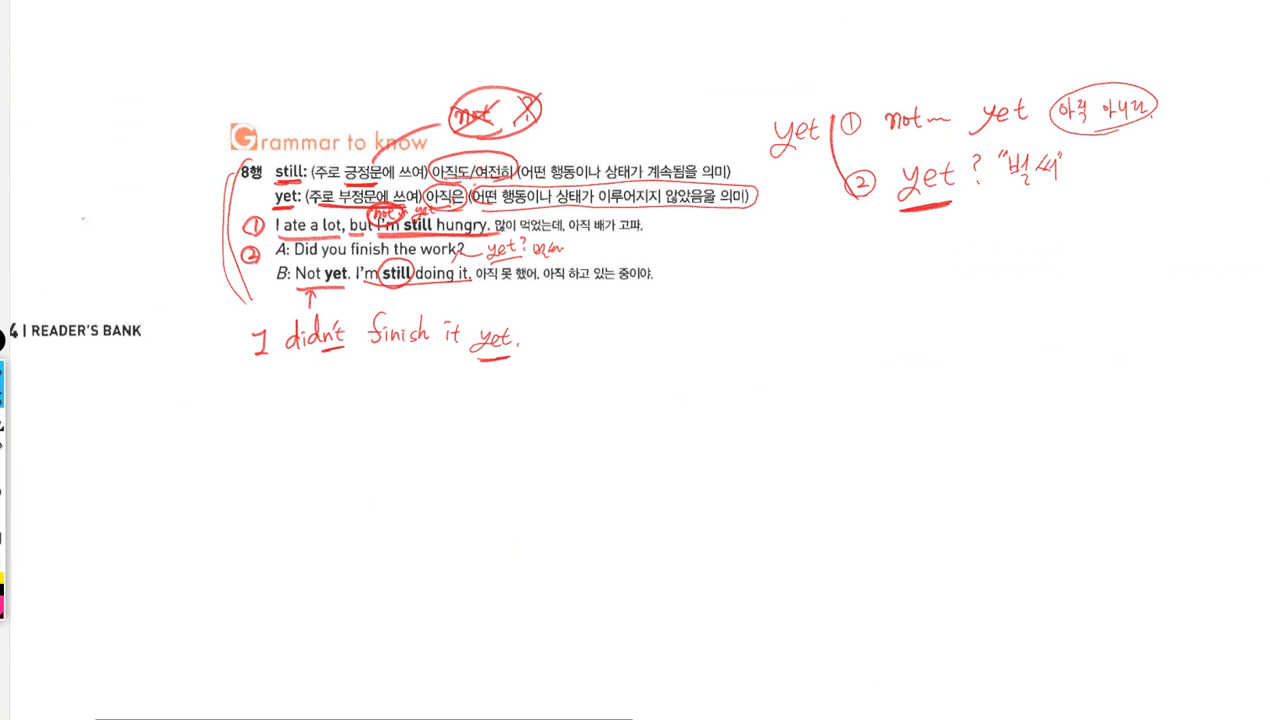 not ?
yet ① not~ yet 아직 아니다
② yet? "벌써"
Grammar to know
8행 still: (주로 긍정문에 쓰여) 아직도/여전히 (어떤 행동이나 상태가 계속됨을 의미)
yet: (주로 부정문에 쓰여) 아직은 (어떤 행동이나 상태가 이루어지지 않았음을 의미)
not ~ yet
① I ate a lot, but I'm still hungry. 많이 먹었는데, 아직 배가 고파.
② A: Did you finish the work? yet? 벌써
B: Not yet. I'm still doing it. 아직 못 했어. 아직 하고 있는 중이야.
4 | READER'S BANK
I didn't finish it yet.